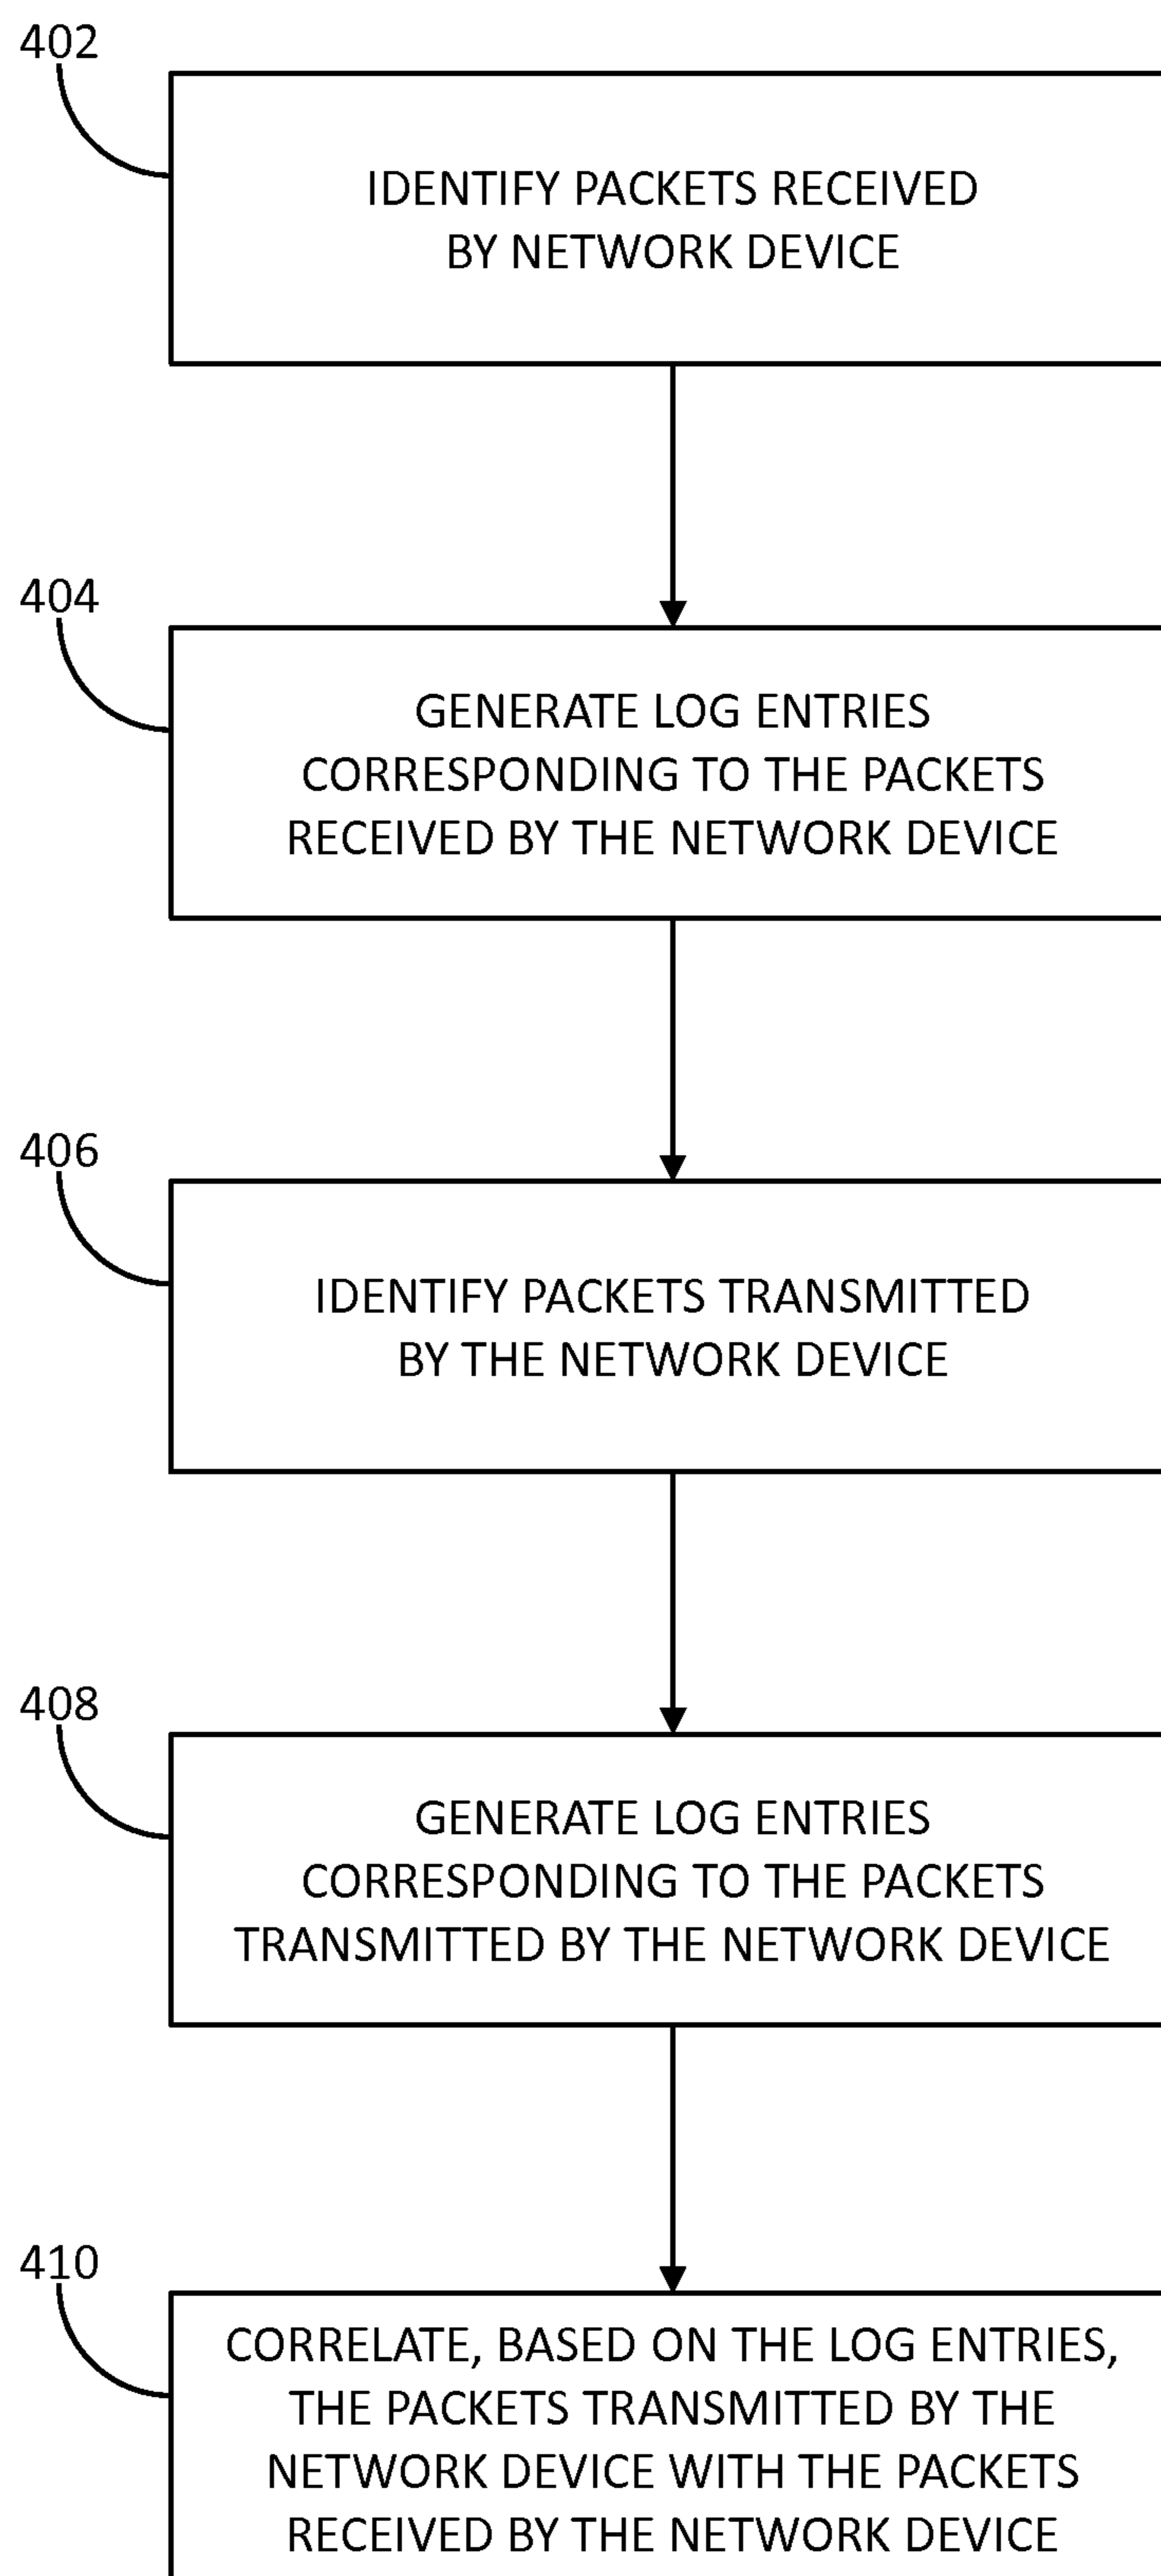 402
IDENTIFY PACKETS RECEIVED
BY NETWORK DEVICE
404
GENERATE LOG ENTRIES
CORRESPONDING TO THE PACKETS
RECEIVED BY THE NETWORK DEVICE
406
IDENTIFY PACKETS TRANSMITTED
BY THE NETWORK DEVICE
408
GENERATE LOG ENTRIES
CORRESPONDING TO THE PACKETS
TRANSMITTED BY THE NETWORK DEVICE
410
CORRELATE, BASED ON THE LOG ENTRIES,
THE PACKETS TRANSMITTED BY THE
NETWORK DEVICE WITH THE PACKETS
RECEIVED BY THE NETWORK DEVICE